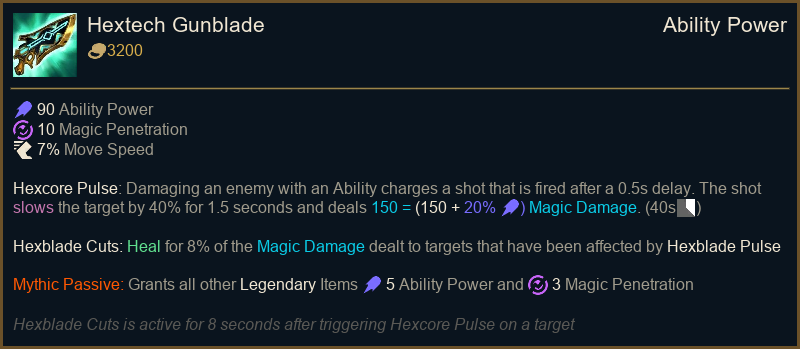 Hextech Gunblade
Ability Power
3200
90 Ability Power
10 Magic Penetration
7% Move Speed
Hexcore Pulse: Damaging an enemy with an Ability charges a shot that is fired after a 0.5s delay. The shot
slows the target by 40% for 1.5 seconds and deals 150 = (150 + 20% ) Magic Damage. (40s )
Hexblade Cuts: Heal for 8% of the Magic Damage dealt to targets that have been affected by Hexblade Pulse
Mythic Passive: Grants all other Legendary Items 5 Ability Power and 3 Magic Penetration
Hexblade Cuts is active for 8 seconds after triggering Hexcore Pulse on a target